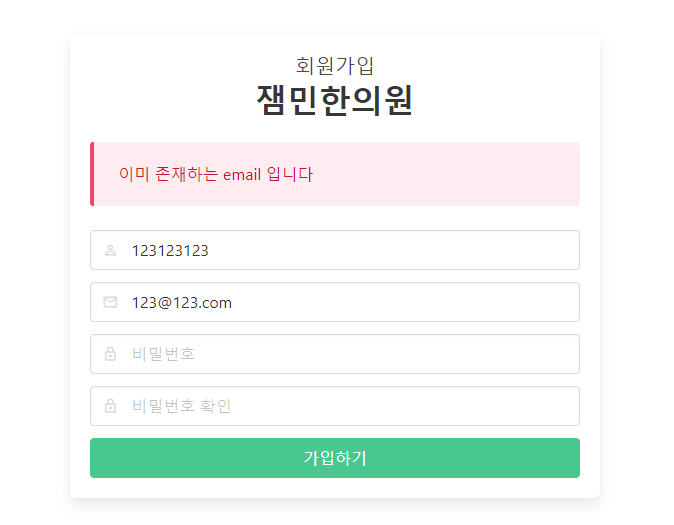 회원가입
잼민한의원
이미 존재하는 email 입니다
123123123
123@123.com
비밀번호
비밀번호 확인
가입하기